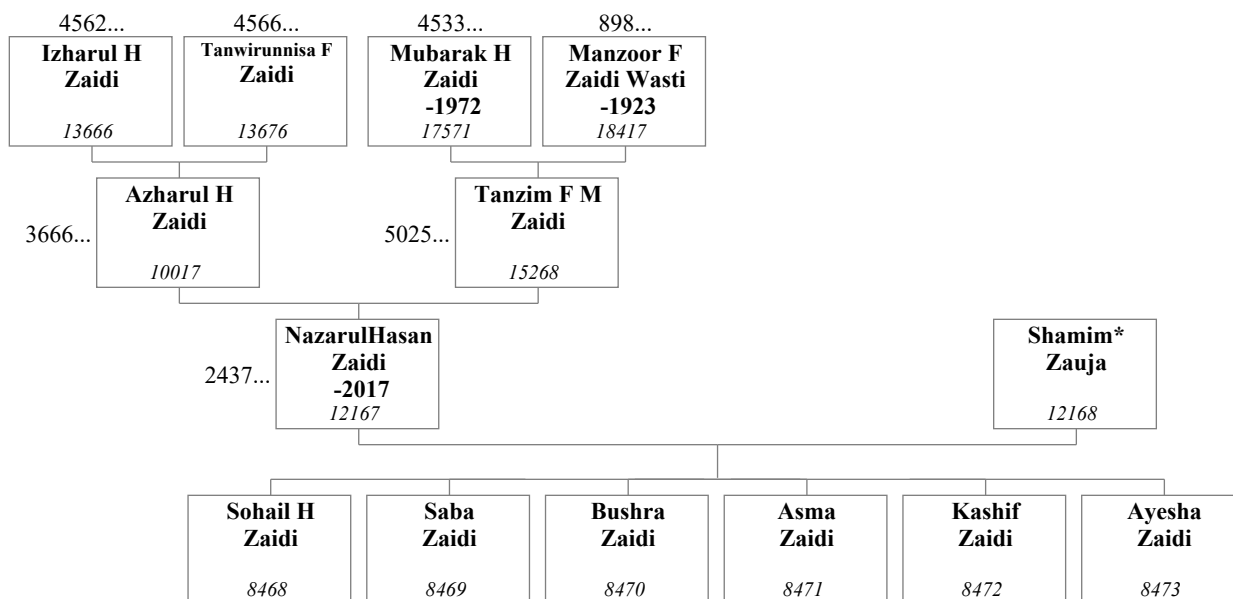 4562...
4566...
4533...
898...
Izharul H
Zaidi
13666
Tanwirunnisa F
Zaidi
13676
Mubarak H
Zaidi
-1972
17571
Manzoor F
Zaidi Wasti
-1923
18417
3666...
Azharul H
Zaidi
10017
5025...
Tanzim F M
Zaidi
15268
2437...
NazarulHasan
Zaidi
-2017
12167
Shamim*
Zauja
12168
Sohail H
Zaidi
8468
Saba
Zaidi
8469
Bushra
Zaidi
8470
Asma
Zaidi
8471
Kashif
Zaidi
8472
Ayesha
Zaidi
8473